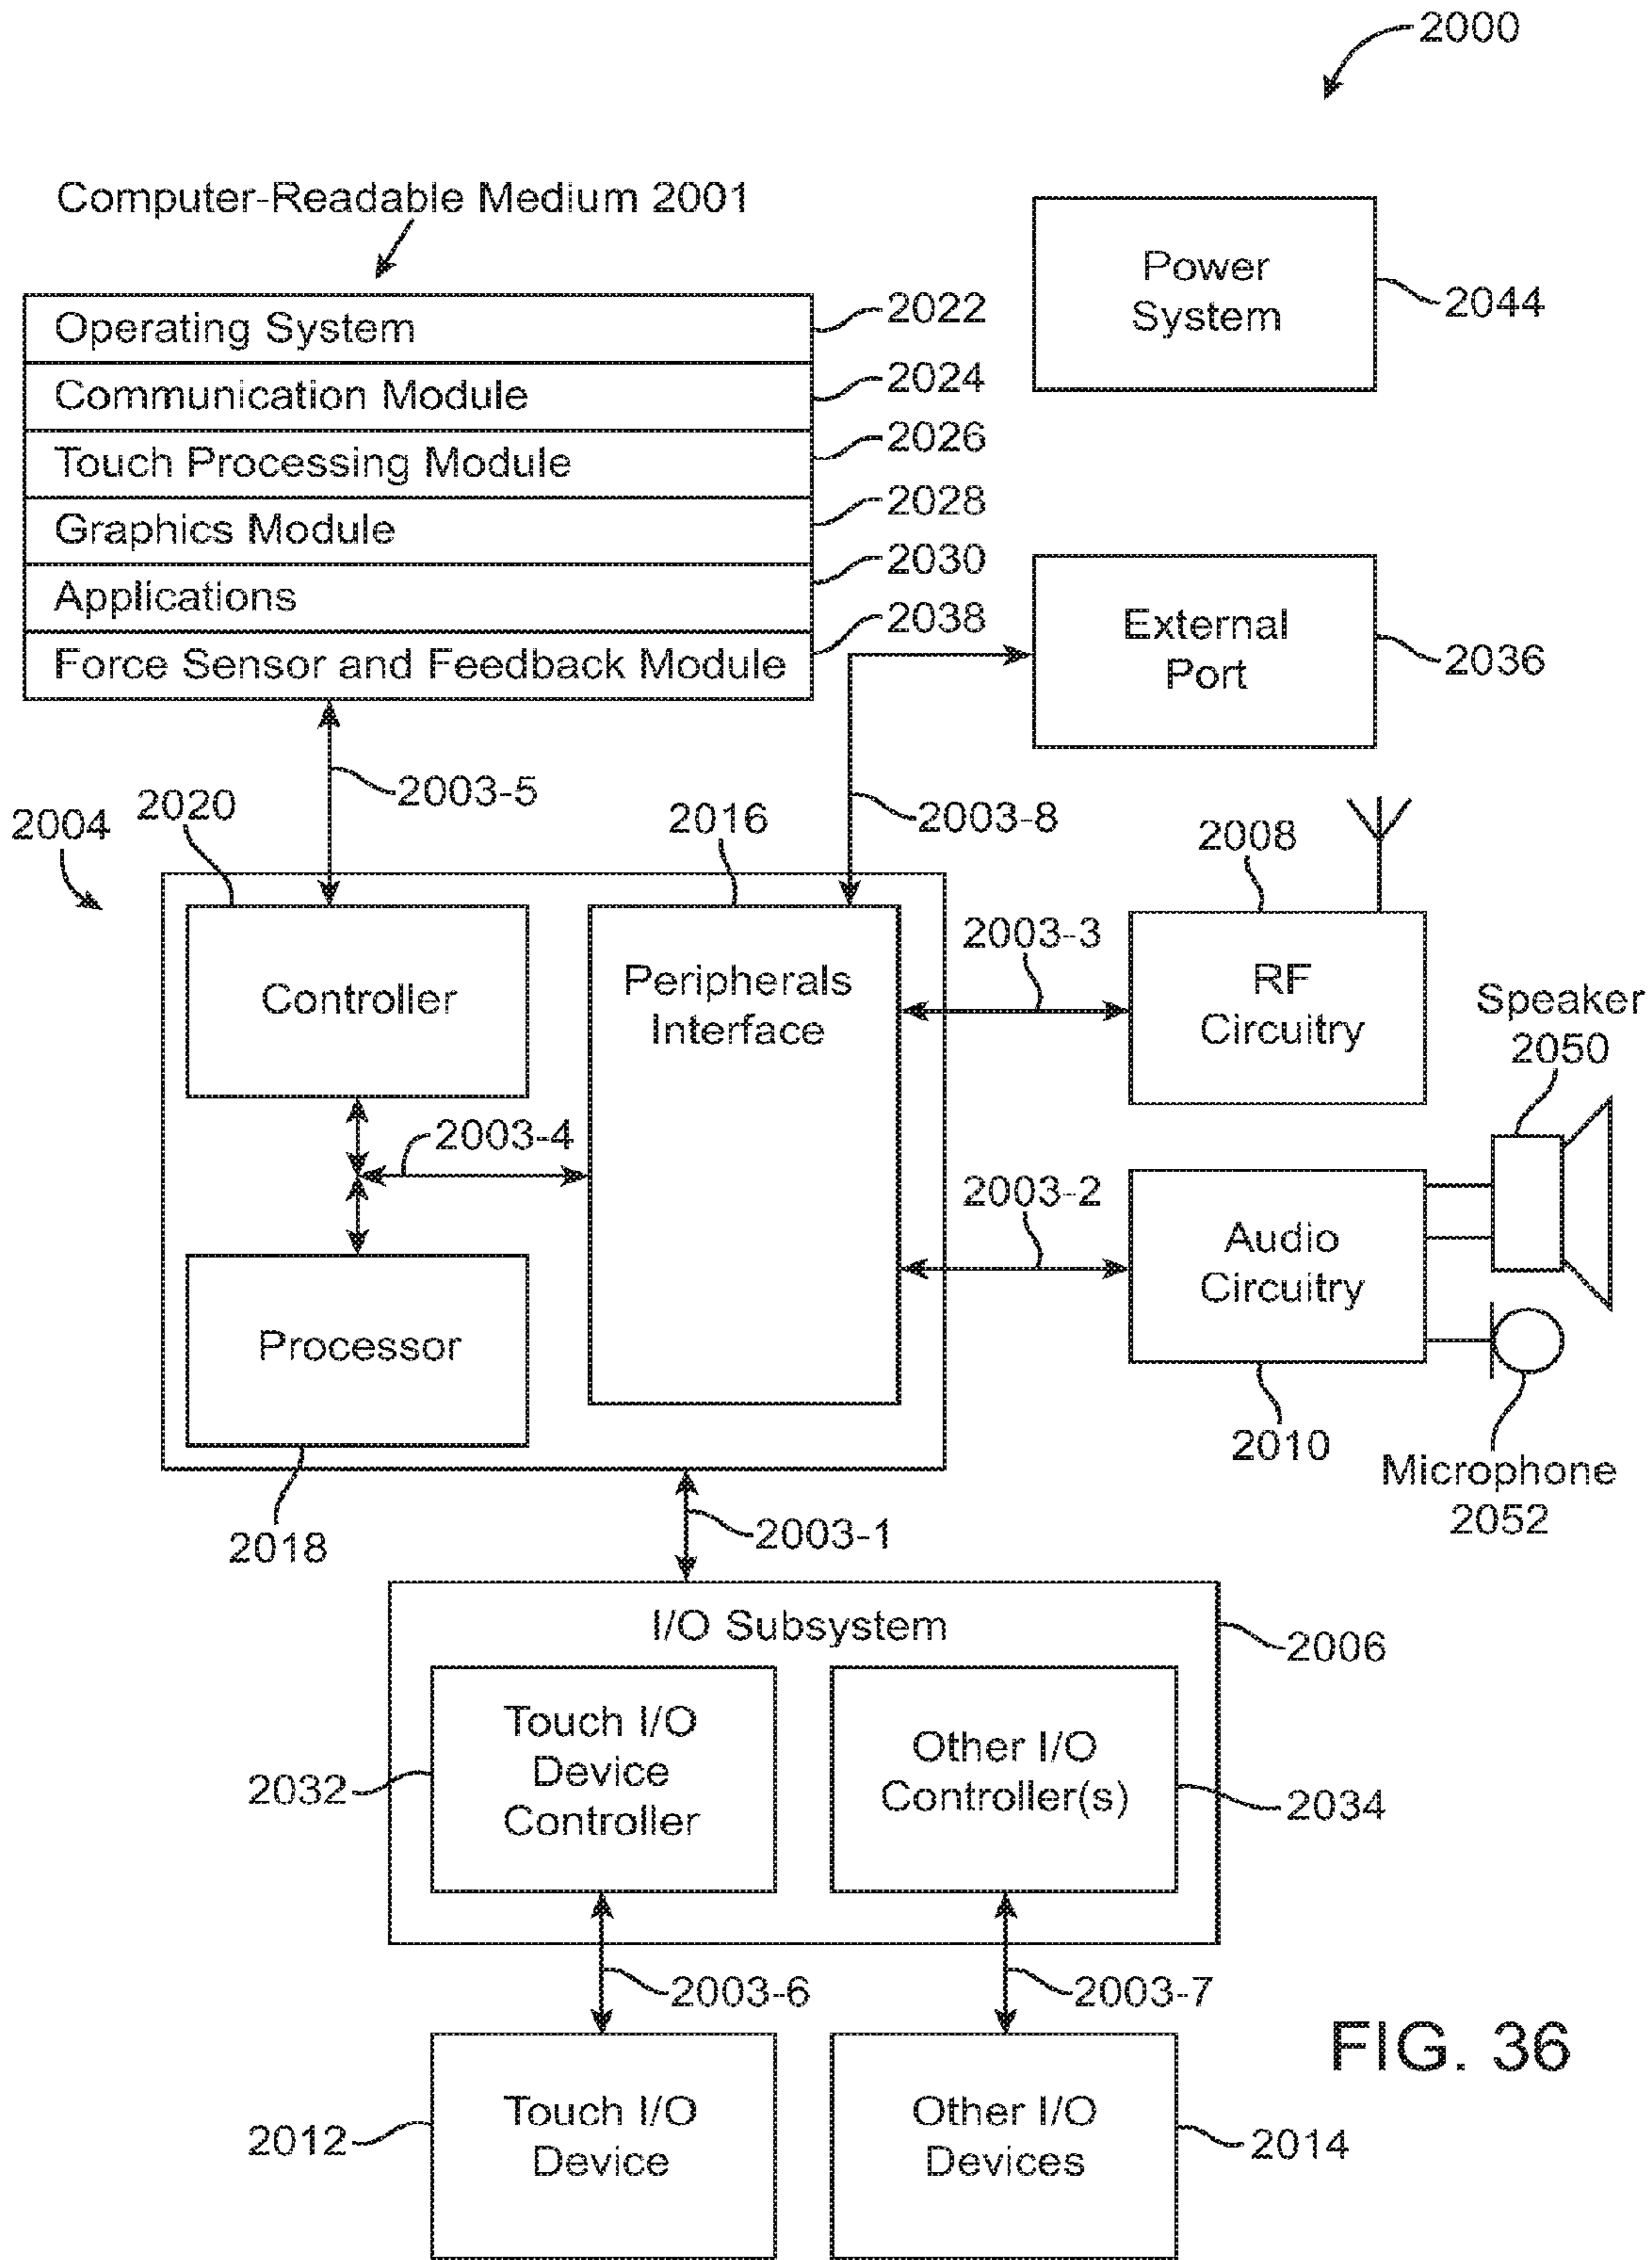 2000
Computer-Readable Medium 2001
Operating System
2022
Communication Module
2024
Touch Processing Module
2026
Graphics Module
2028
Applications
2030
Force Sensor and Feedback Module
2038
Power
System
2044
External
Port
2036
2003-5
2003-8
2004
2020
2016
2008
Controller
Peripherals
Interface
2003-3
RF
Circuitry
Speaker
2050
2003-4
2003-2
Audio
Circuitry
Processor
2010
Microphone
2052
2018
2003-1
I/O Subsystem
2006
Touch I/O
Device
Controller
2032
Other I/O
Controller(s)
2034
2003-6
2003-7
Touch I/O
Device
2012
Other I/O
Devices
2014
FIG. 36